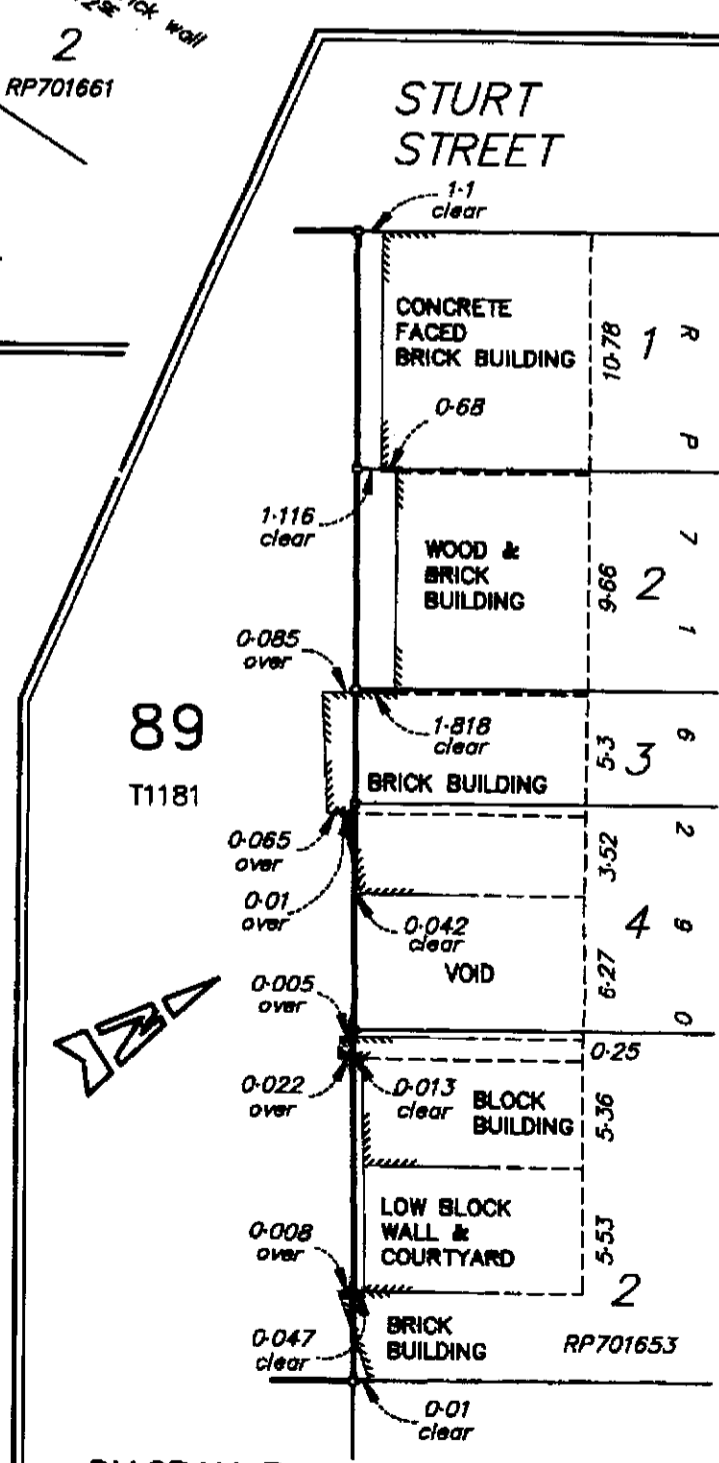 brick wall
2
RP701661
STURT
STREET
1·1
clear
CONCRETE
FACED
BRICK BUILDING
10·78
1
R P 7 1 6 2 9 0
0·68
1·116
clear
WOOD &
BRICK
BUILDING
9·66
2
0·085
over
89
T1181
1·818
clear
5·3
3
BRICK BUILDING
0·065
over
3·52
0·01
over
0·042
clear
4
VOID
6·27
0·005
over
N
0·25
0·022
over
0·013
clear
BLOCK
BUILDING
5·36
LOW BLOCK
WALL &
COURTYARD
5·53
0·008
over
2
RP701653
BRICK
BUILDING
0·047
clear
0·01
clear